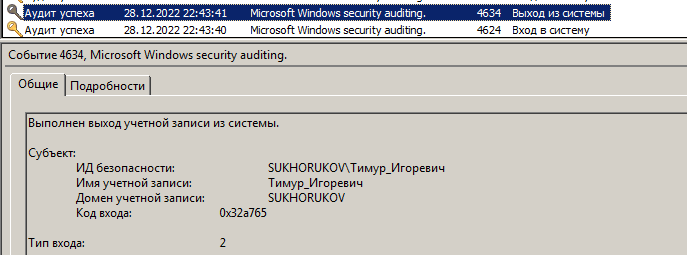 Аудит успеха 28.12.2022 22:43:41 Microsoft Windows security auditing. 4634 Выход из системы
Аудит успеха 28.12.2022 22:43:40 Microsoft Windows security auditing. 4624 Вход в систему
Событие 4634, Microsoft Windows security auditing.
Общие Подробности
Выполнен выход учетной записи из системы.
Субъект:
ИД безопасности: SUKHORUKOV\Тимур_Игоревич
Имя учетной записи: Тимур_Игоревич
Домен учетной записи: SUKHORUKOV
Код входа: 0x32a765
Тип входа: 2